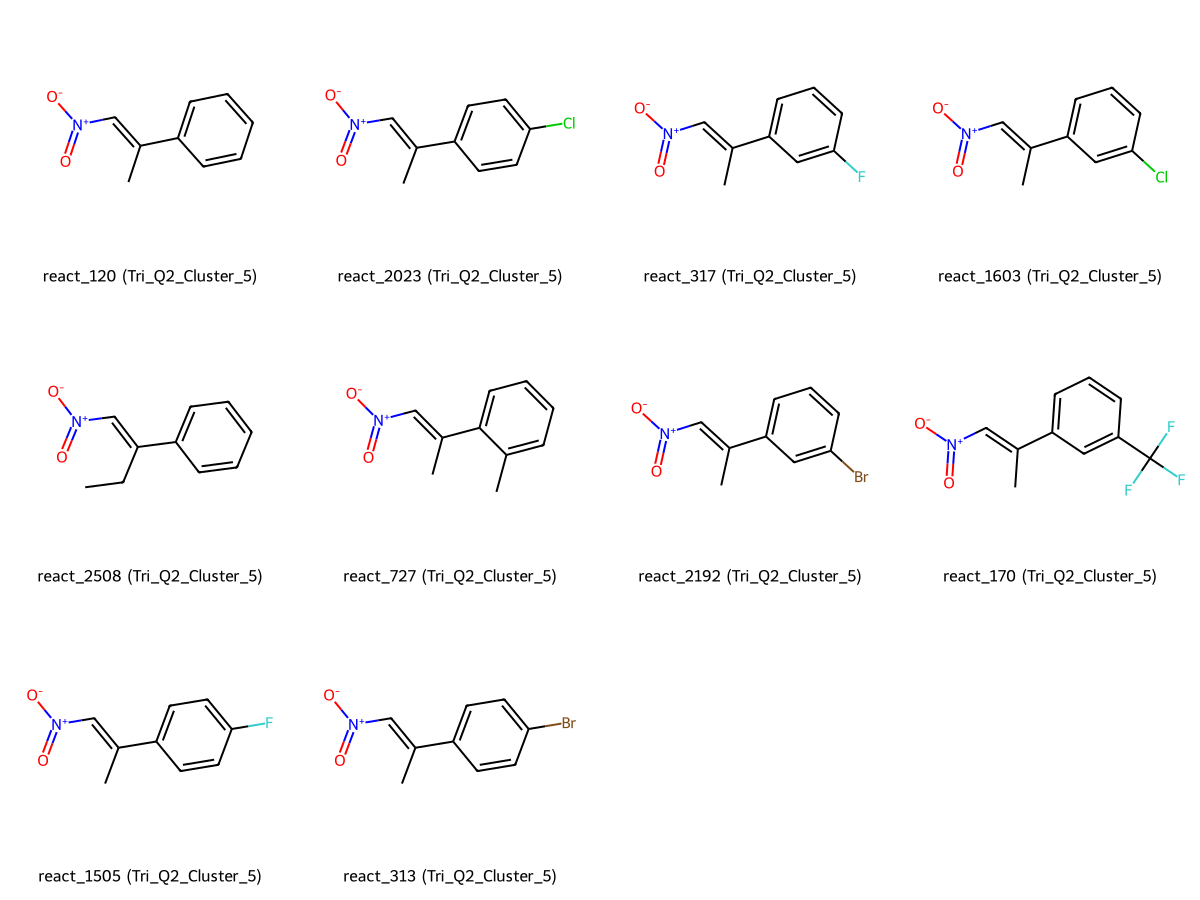 O⁻ N⁺ O
O⁻ N⁺ O Cl
O⁻ N⁺ O F
O⁻ N⁺ O Cl
react_120 (Tri_Q2_Cluster_5)
react_2023 (Tri_Q2_Cluster_5)
react_317 (Tri_Q2_Cluster_5)
react_1603 (Tri_Q2_Cluster_5)
O⁻ N⁺ O
O⁻ N⁺ O
O⁻ N⁺ O Br
O⁻ N⁺ O F F F
react_2508 (Tri_Q2_Cluster_5)
react_727 (Tri_Q2_Cluster_5)
react_2192 (Tri_Q2_Cluster_5)
react_170 (Tri_Q2_Cluster_5)
O⁻ N⁺ O F
O⁻ N⁺ O Br
react_1505 (Tri_Q2_Cluster_5)
react_313 (Tri_Q2_Cluster_5)